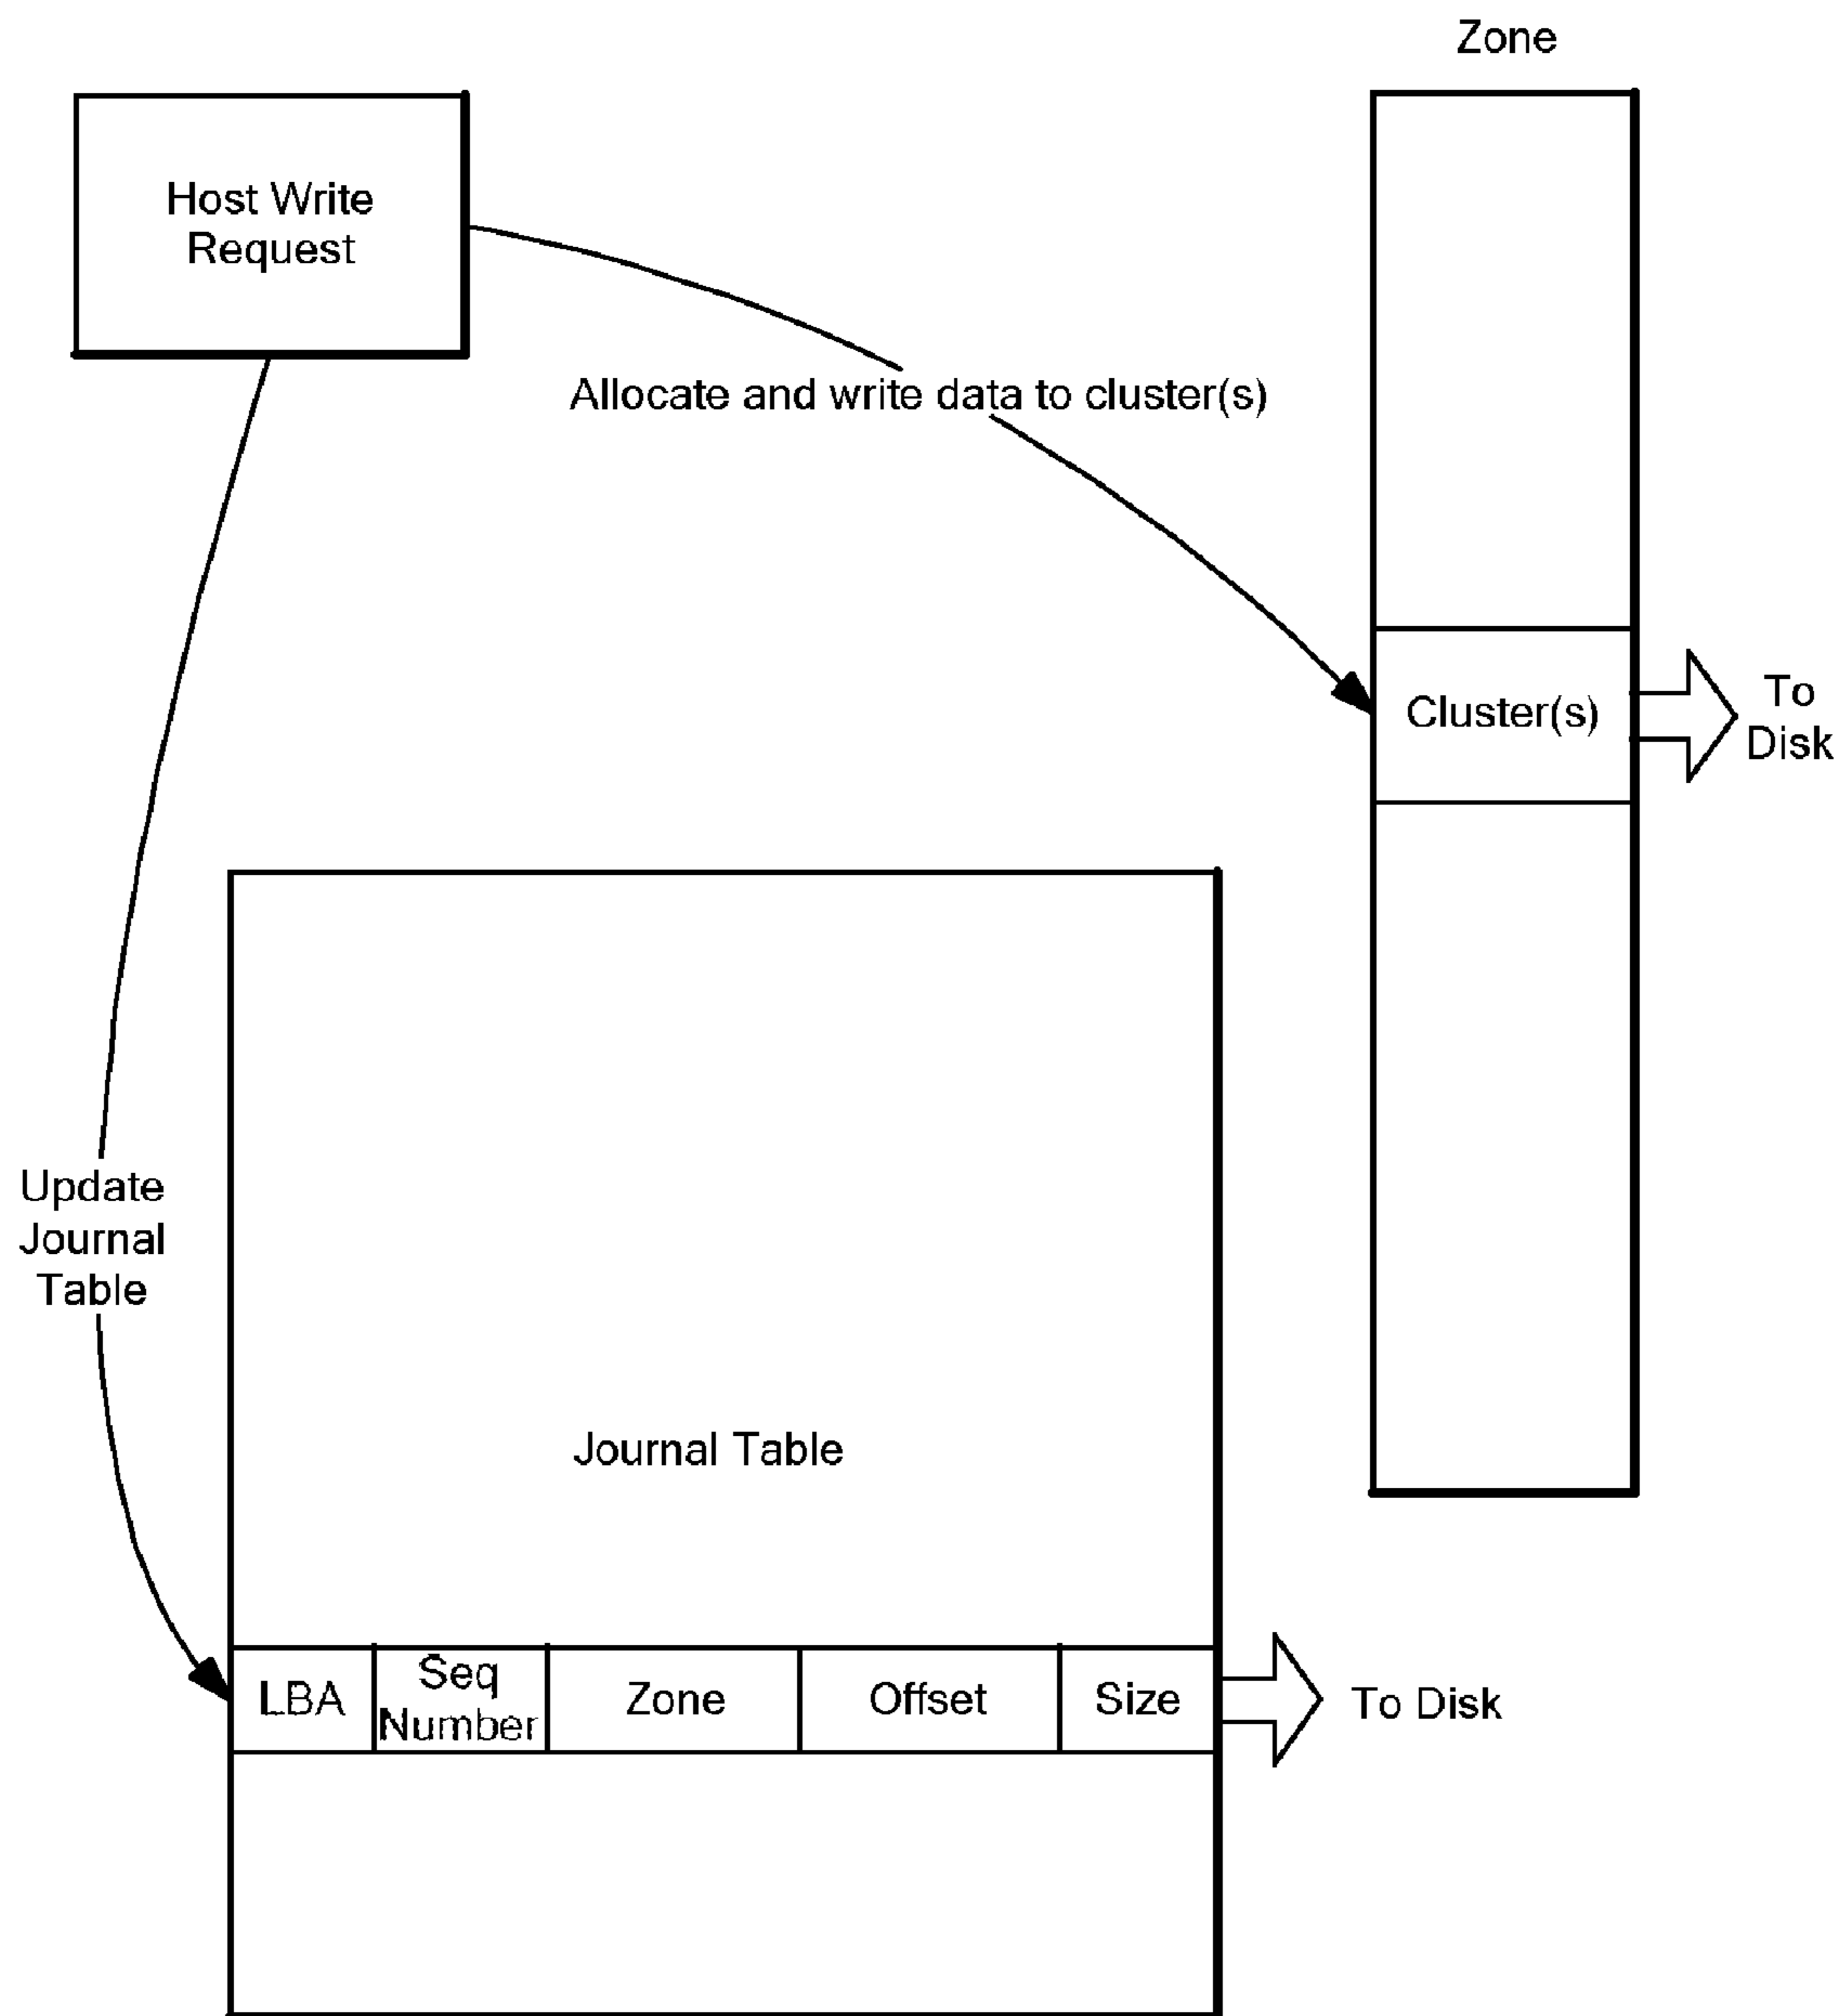 Zone
Host Write
Request
Allocate and write data to cluster(s)
Cluster(s)
To
Disk
Update
Journal
Table
Journal Table
LBA
Seq
Number
Zone
Offset
Size
To Disk